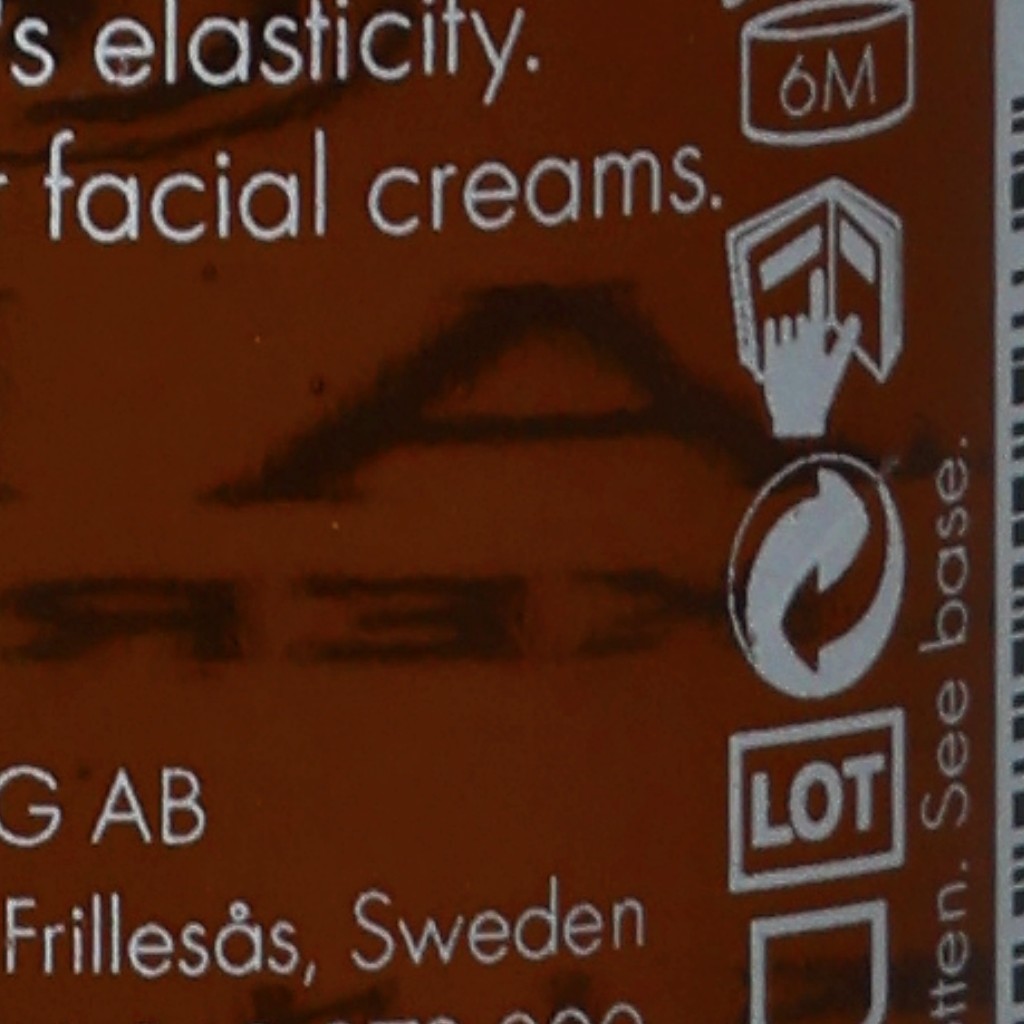 's elasticity.
facial creams.
G AB
Frillesås, Sweden
6M
LOT
tten. See base.